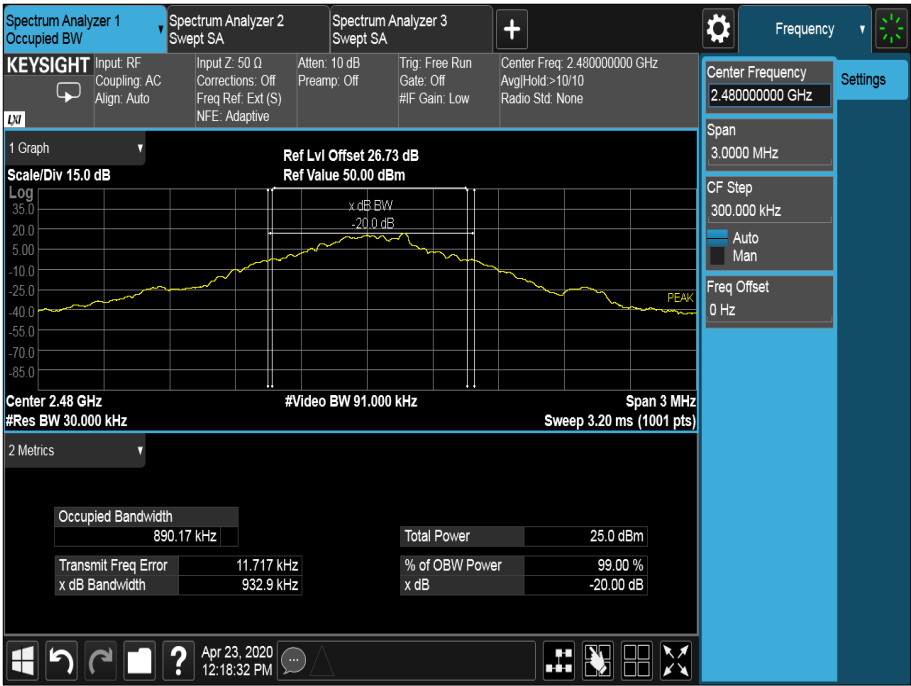 Spectrum Analyzer 1
Occupied BW
Spectrum Analyzer 2
Swept SA
Spectrum Analyzer 3
Swept SA
+
Frequency
KEYSIGHT
LXI
Input: RF
Coupling: AC
Align: Auto
Input Z: 50 Ω
Corrections: Off
Freq Ref: Ext (S)
NFE: Adaptive
Atten: 10 dB
Preamp: Off
Trig: Free Run
Gate: Off
#IF Gain: Low
Center Freq: 2.480000000 GHz
Avg|Hold:>10/10
Radio Std: None
Center Frequency
2.480000000 GHz
Settings
Span
3.0000 MHz
CF Step
300.000 kHz
Auto
Man
Freq Offset
0 Hz
1 Graph
Scale/Div 15.0 dB
Ref Lvl Offset 26.73 dB
Ref Value 50.00 dBm
Log
35.0
20.0
5.00
-10.0
-25.0
-40.0
-55.0
-70.0
-85.0
x dB BW
-20.0 dB
PEAK
Center 2.48 GHz
#Video BW 91.000 kHz
Span 3 MHz
#Res BW 30.000 kHz
Sweep 3.20 ms (1001 pts)
2 Metrics
Occupied Bandwidth
890.17 kHz
Total Power 25.0 dBm
Transmit Freq Error 11.717 kHz
% of OBW Power 99.00 %
x dB Bandwidth 932.9 kHz
x dB -20.00 dB
?
Apr 23, 2020
12:18:32 PM